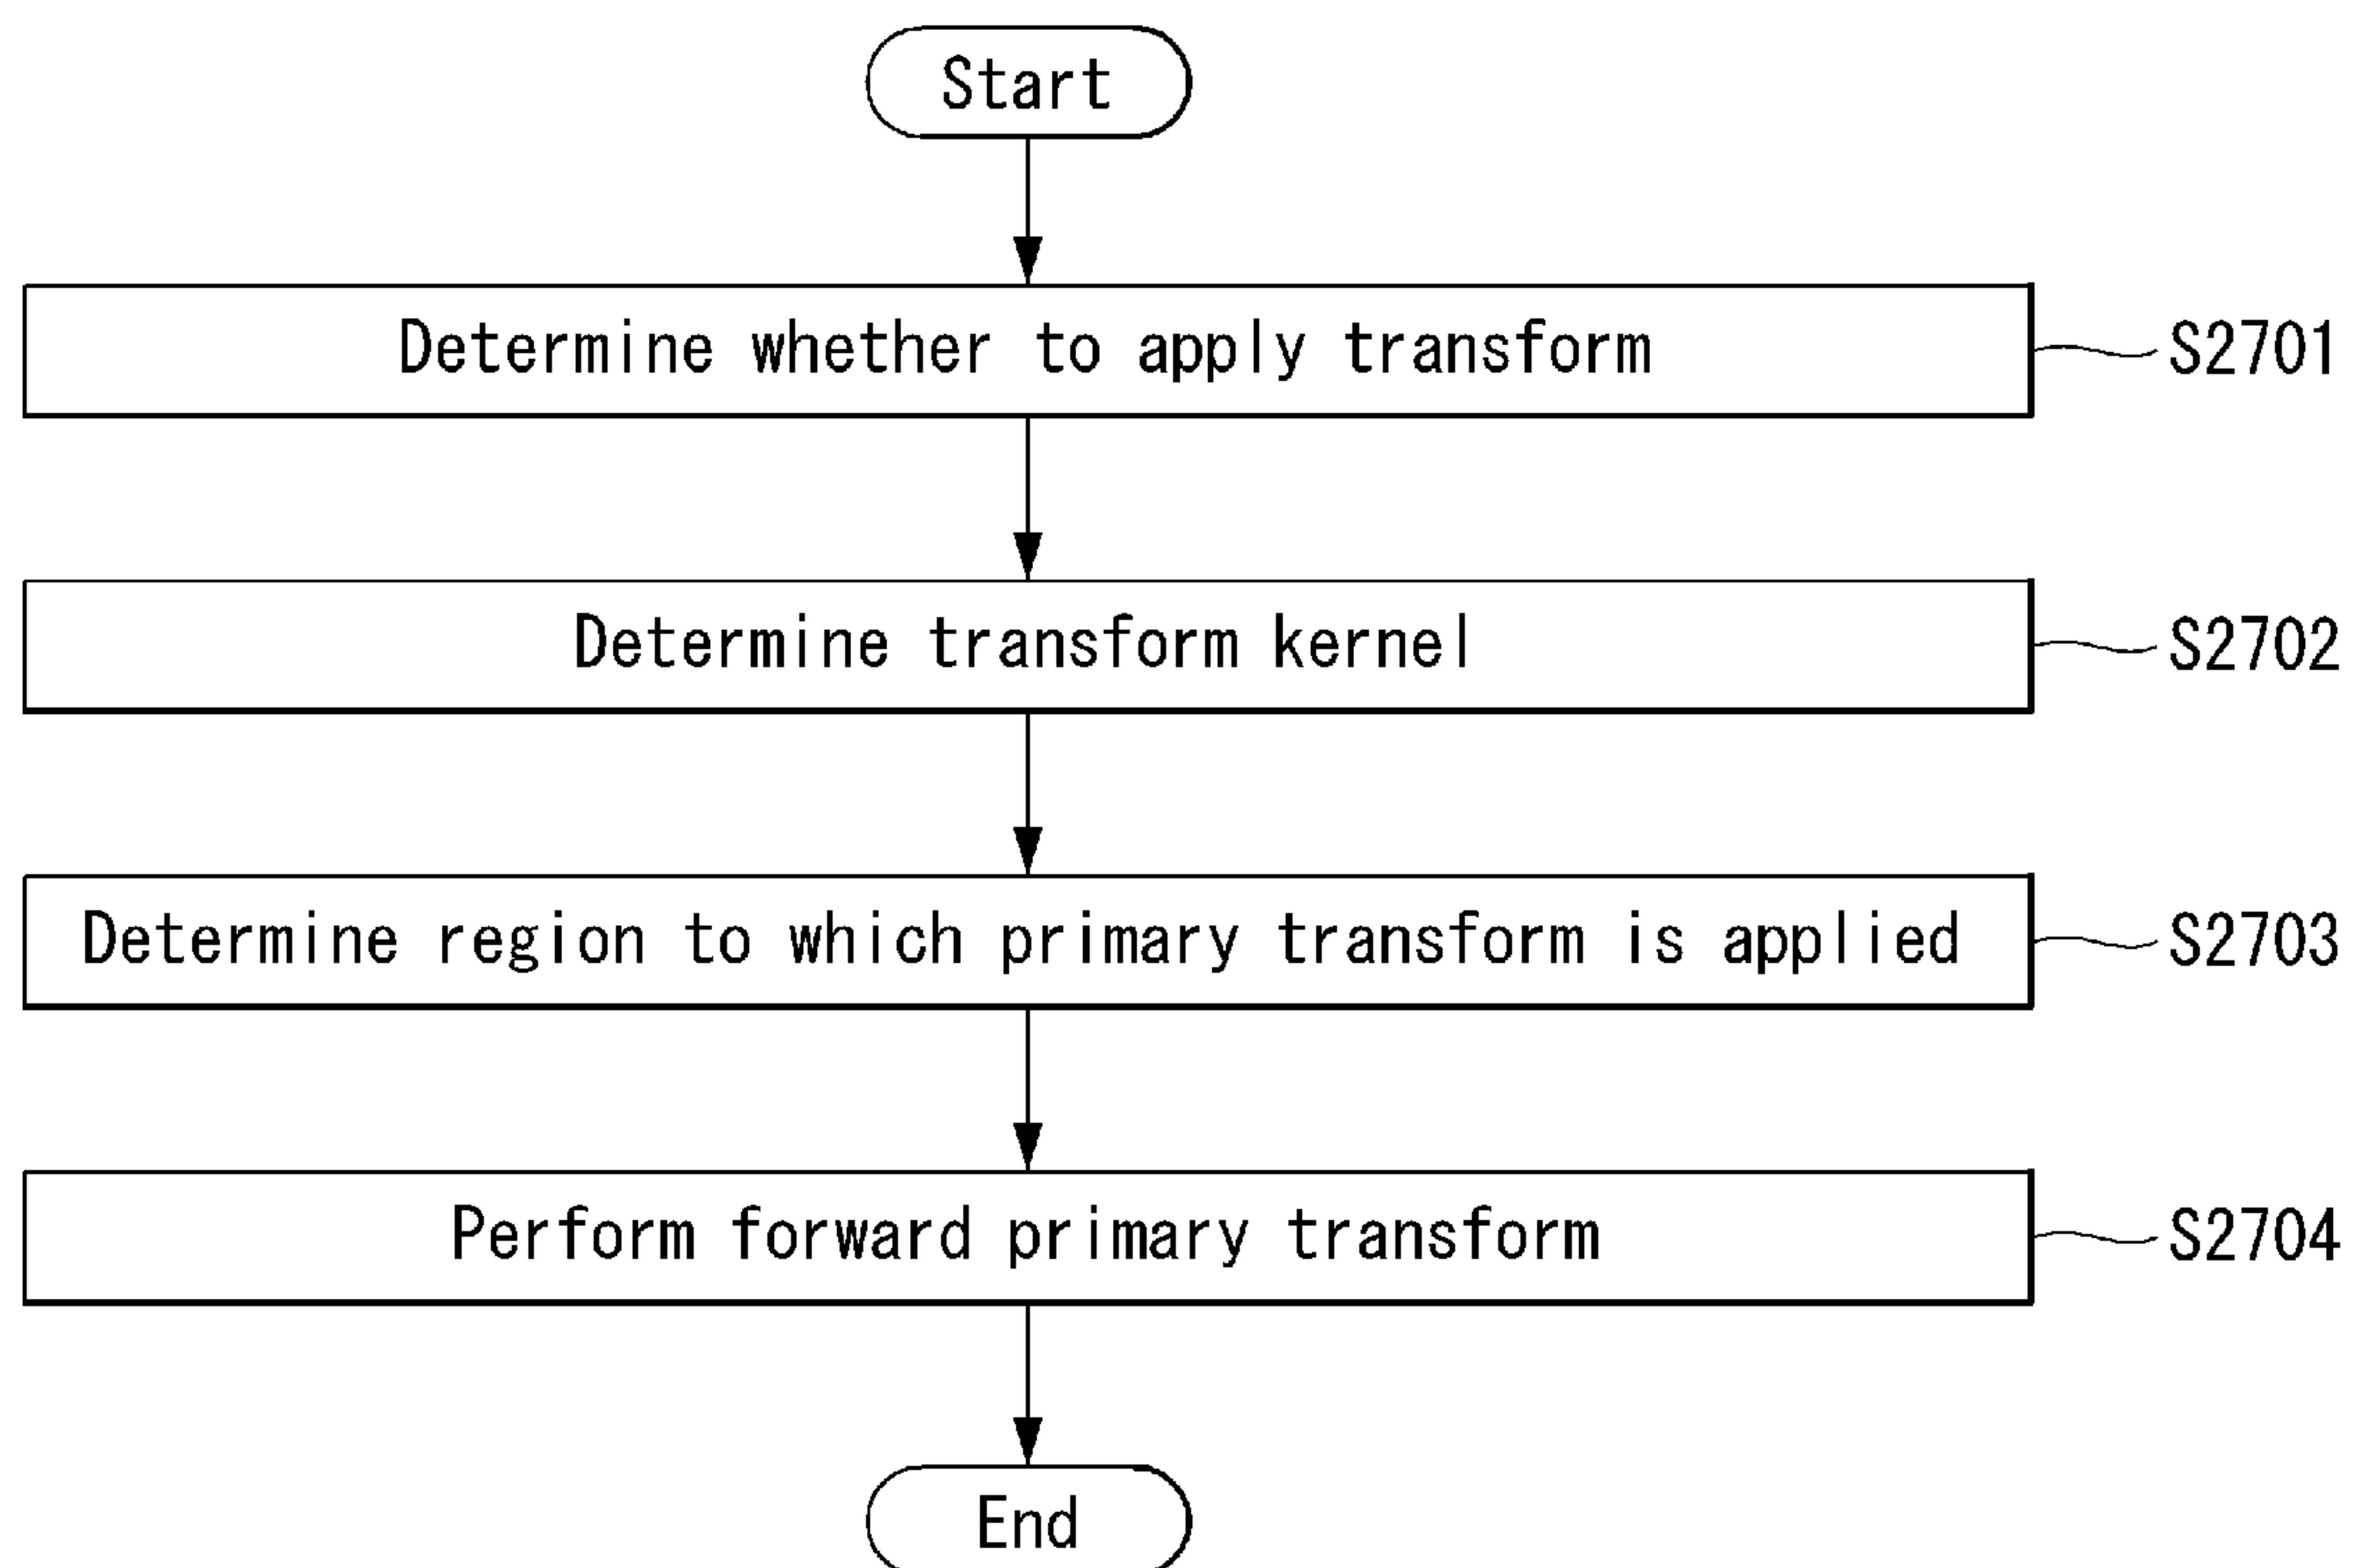 Start
Determine whether to apply transform
S2701
Determine transform kernel
S2702
Determine region to which primary transform is applied
S2703
Perform forward primary transform
S2704
End